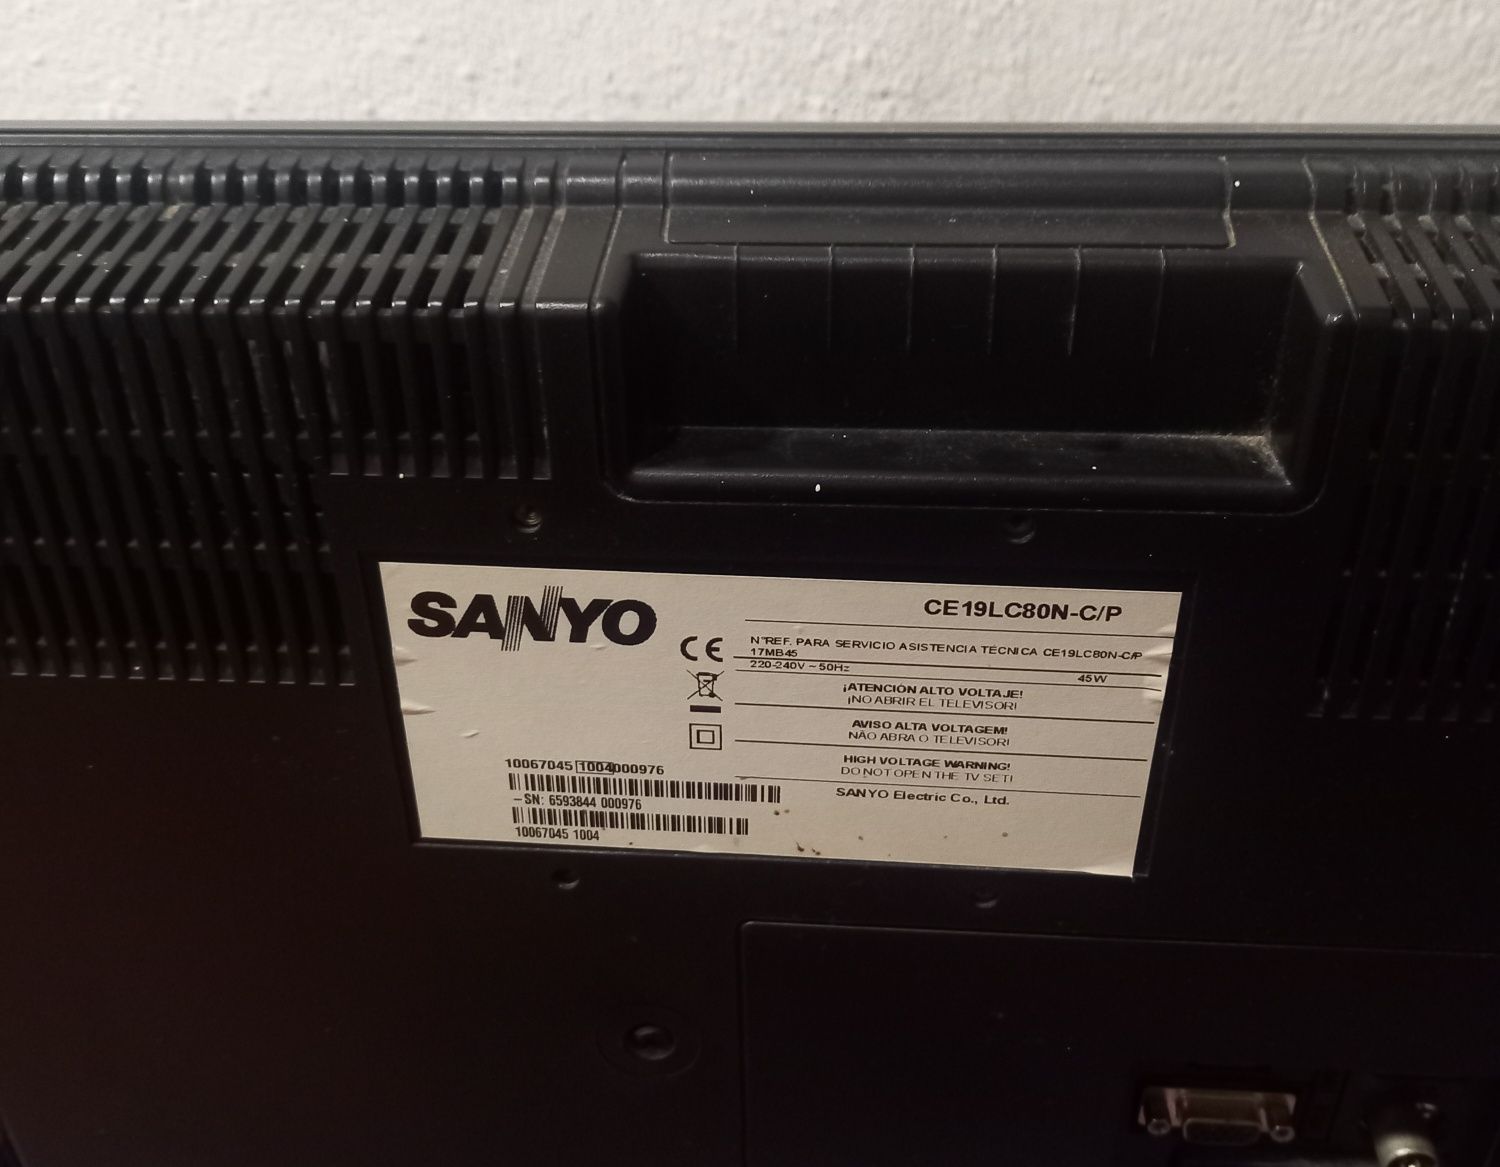 SANYO
CE19LC80N-C/P
CE
N°REF. PARA SERVICIO ASISTENCIA TÉCNICA CE19LC80N-C/P
17MB45
220-240V ~ 50Hz 45W
¡ATENCIÓN ALTO VOLTAJE!
¡NO ABRIR EL TELEVISOR!
AVISO ALTA VOLTAGEM!
NÃO ABRA O TELEVISOR!
HIGH VOLTAGE WARNING!
DO NOT OPEN THE TV SET!
SANYO Electric Co., Ltd.
10067045 1004000976
-SN: 6593844 000976
10067045 1004